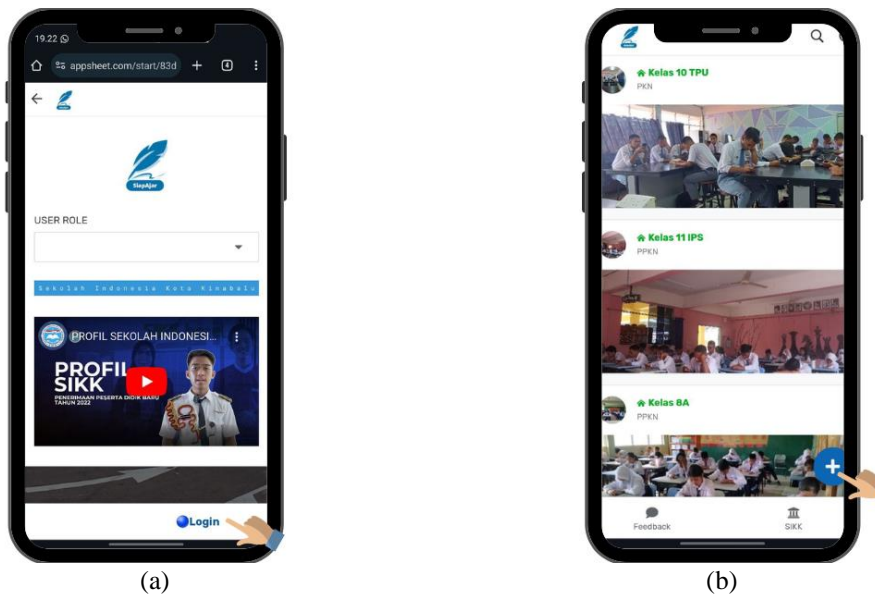 19.22
appsheet.com/start/83d
4
SiapAjar
USER ROLE
Sekolah Indonesia Kota Kinabalu
PROFIL SEKOLAH INDONESI...
PROFIL
SIKK
PENERIMAAN PESERTA DIDIK BARU
TAHUN 2022
Login
(a)
Kelas 10 TPU
PKN
Kelas 11 IPS
PPKN
Kelas 8A
PPKN
+
Feedback
SIKK
(b)